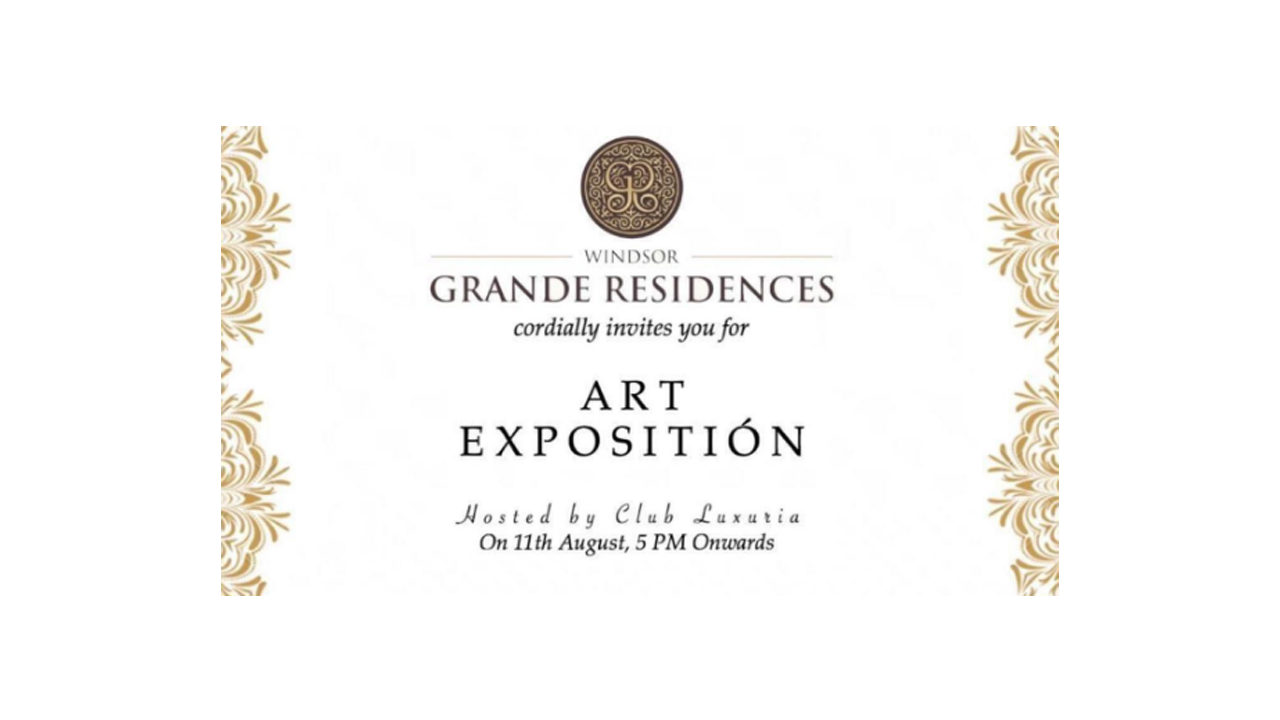 WINDSOR
GRANDE RESIDENCES
cordially invites you for
ART
EXPOSITIÓN
Hosted by Club Luxuria
On 11th August, 5 PM Onwards